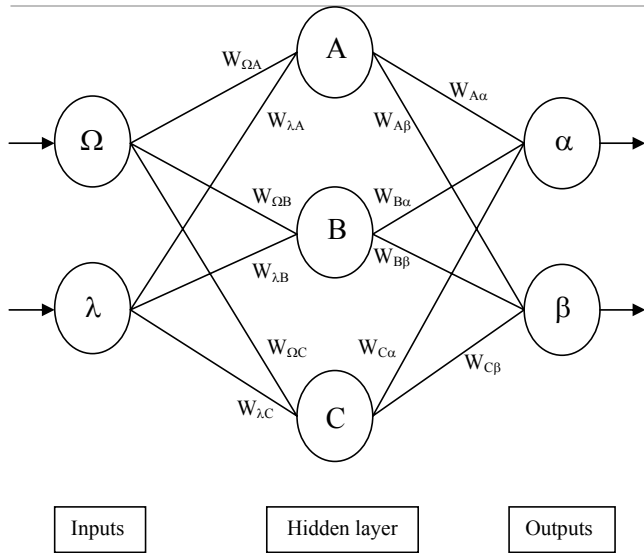 A
W_ΩA
W_Aα
W_λA
W_Aβ
Ω
α
W_ΩB
W_Bα
B
W_λB
W_Bβ
λ
β
W_ΩC
W_Cα
W_Cβ
W_λC
C
Inputs
Hidden layer
Outputs